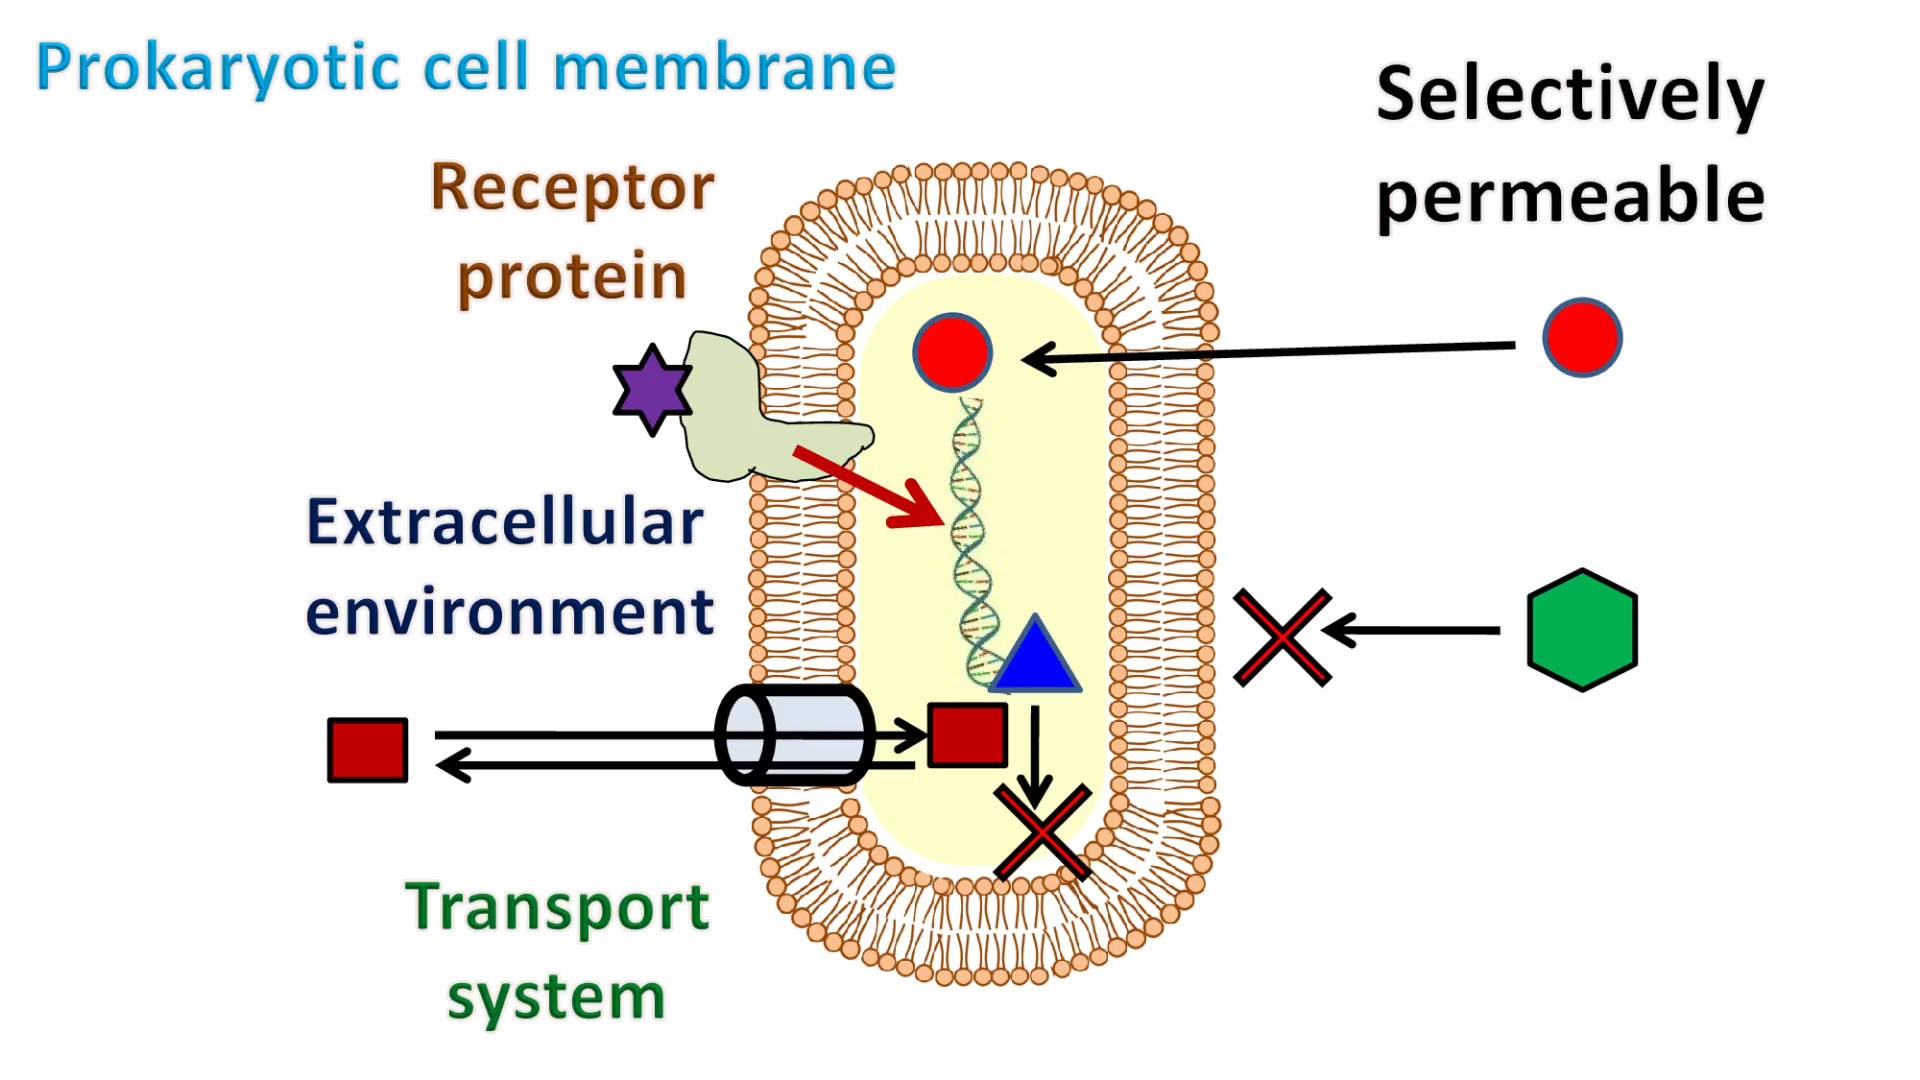 Prokaryotic cell membrane
Selectively
permeable
Receptor
protein
Extracellular
environment
Transport
system